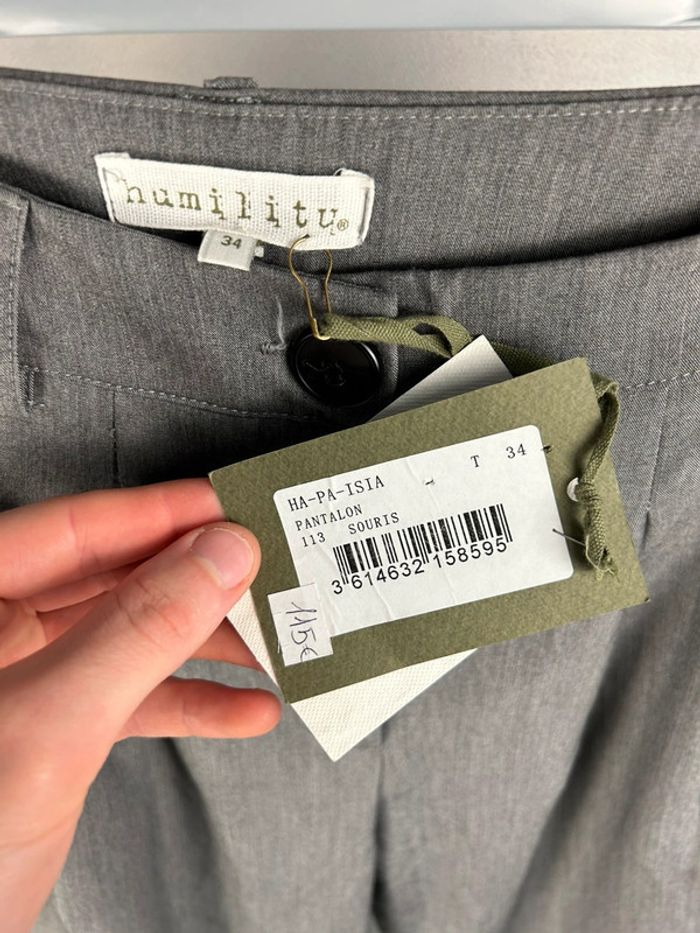 humility®
34
HA-PA-ISIA - T 34
PANTALON
113 SOURIS
3 614632 158595
115€